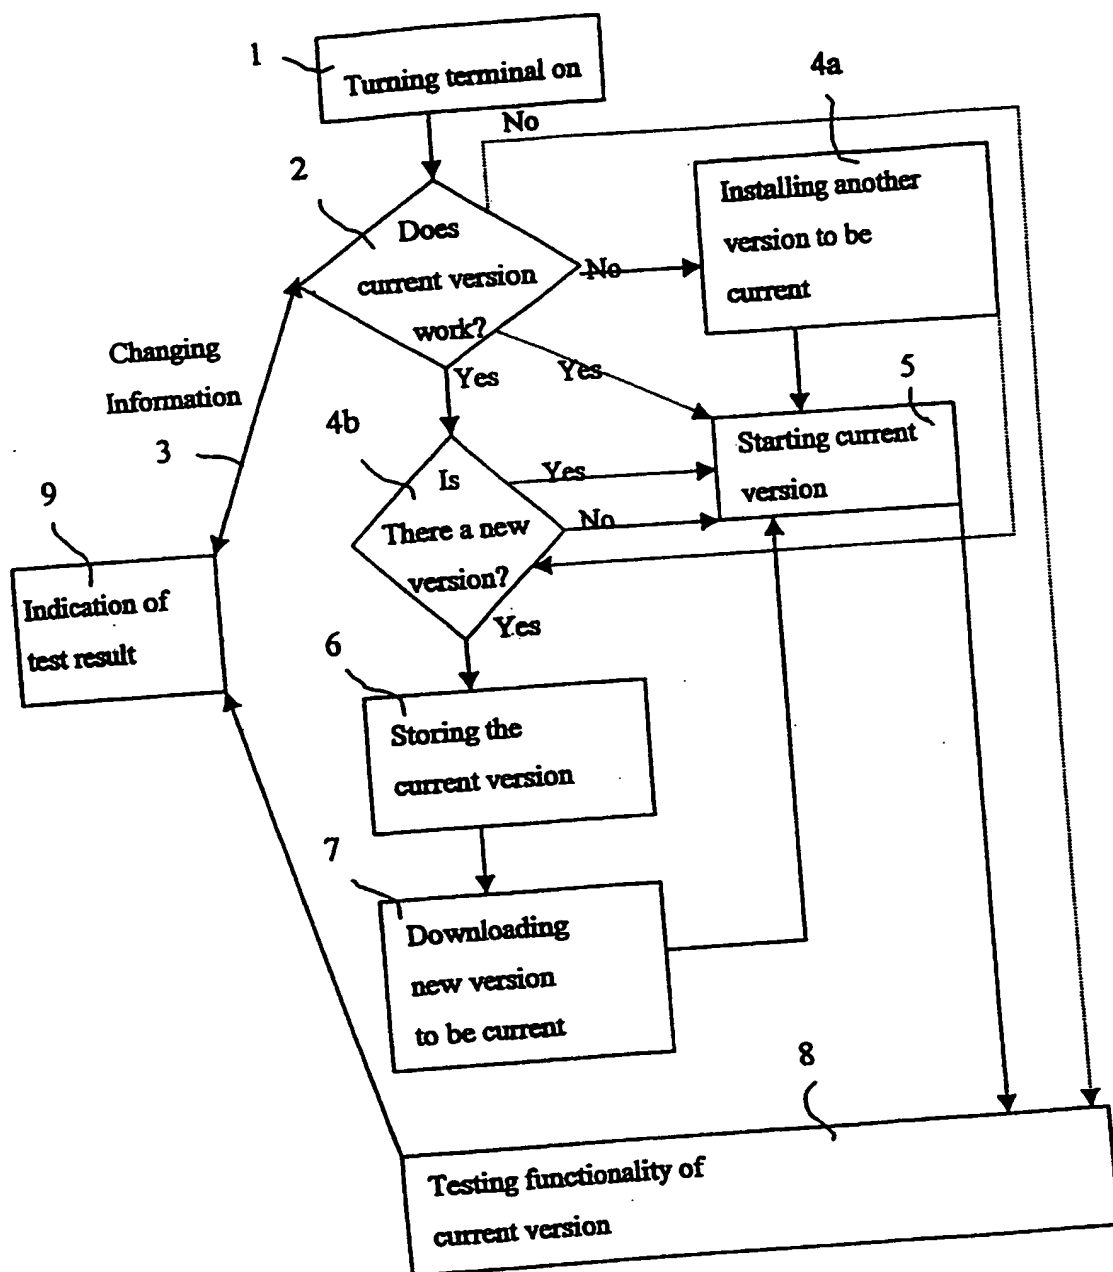 1
Turning terminal on
No
4a
2
Does
current version
work?
No
Installing another
version to be
current
Changing
Information
3
Yes
Yes
5
Starting current
version
4b
Is
There a new
version?
Yes
No
Yes
9
Indication of
test result
6
Storing the
current version
7
Downloading
new version
to be current
8
Testing functionality of
current version